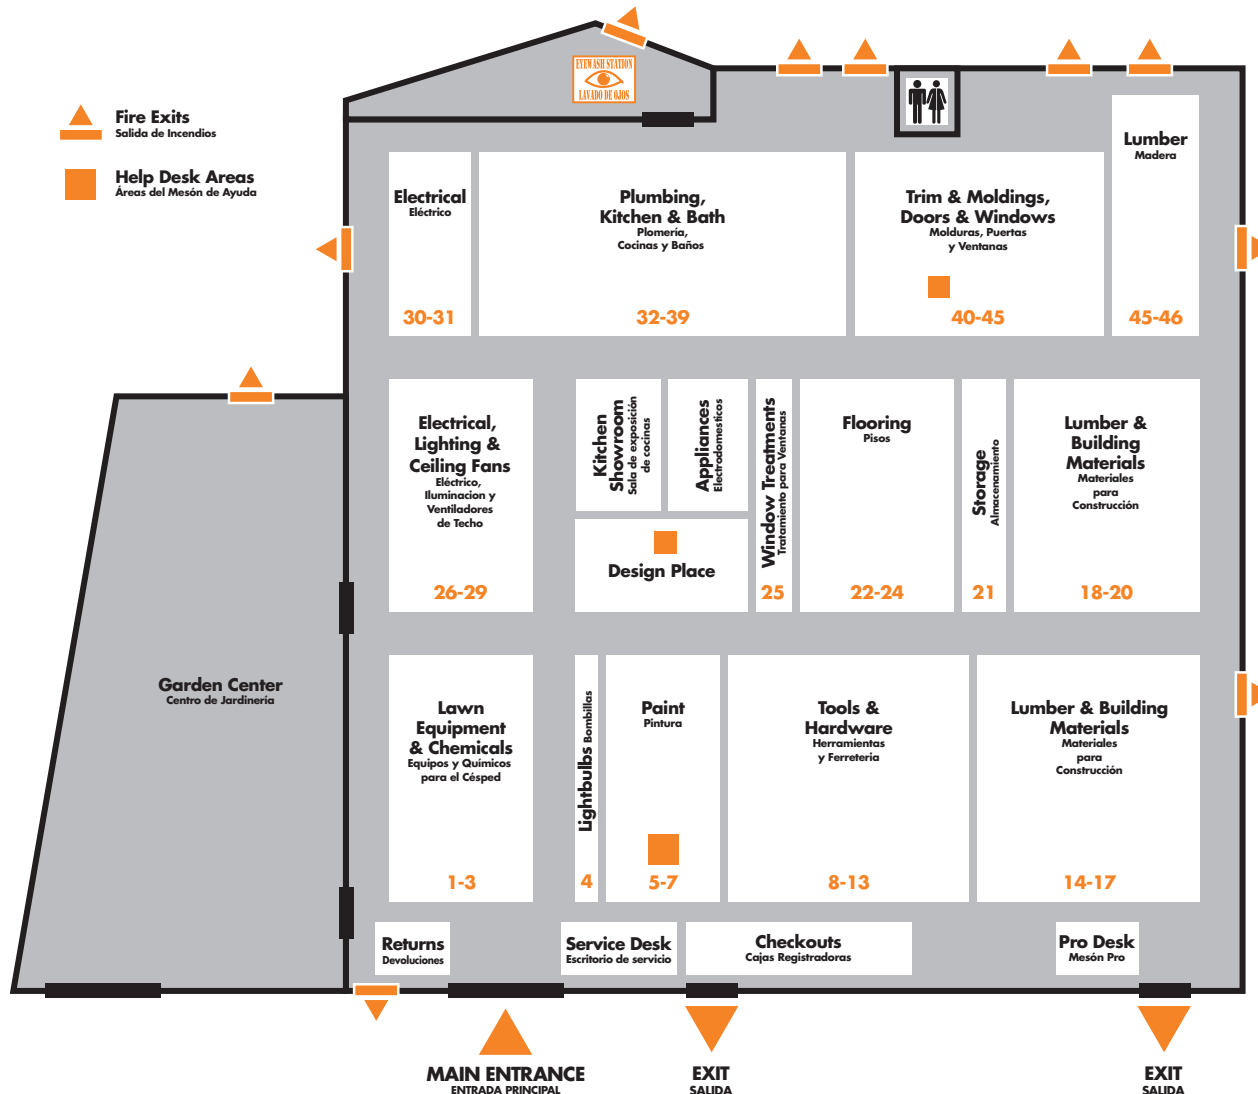 EYEWASH STATION
LAVADO DE OJOS
Fire Exits
Salida de Incendios
Help Desk Areas
Áreas del Mesón de Ayuda
Electrical
Eléctrico
30-31
Plumbing,
Kitchen & Bath
Plomería,
Cocinas y Baños
32-39
Trim & Moldings,
Doors & Windows
Molduras, Puertas
y Ventanas
40-45
Lumber
Madera
45-46
Electrical,
Lighting &
Ceiling Fans
Eléctrico,
Iluminacion y
Ventiladores
de Techo
26-29
Kitchen
Showroom
Sala de exposición
de cocinas
Appliances
Electrodomesticos
Design Place
Window Treatments
Tratamiento para Ventanas
25
Flooring
Pisos
22-24
Storage
Almacenamiento
21
Lumber &
Building
Materials
Materiales
para
Construcción
18-20
Garden Center
Centro de Jardinería
Lawn
Equipment
& Chemicals
Equipos y Químicos
para el Césped
1-3
Lightbulbs Bombillas
4
Paint
Pintura
5-7
Tools &
Hardware
Herramientas
y Ferreteria
8-13
Lumber & Building
Materials
Materiales
para
Construcción
14-17
Returns
Devoluciones
Service Desk
Escritorio de servicio
Checkouts
Cajas Registradoras
Pro Desk
Mesón Pro
MAIN ENTRANCE
ENTRADA PRINCIPAL
EXIT
SALIDA
EXIT
SALIDA